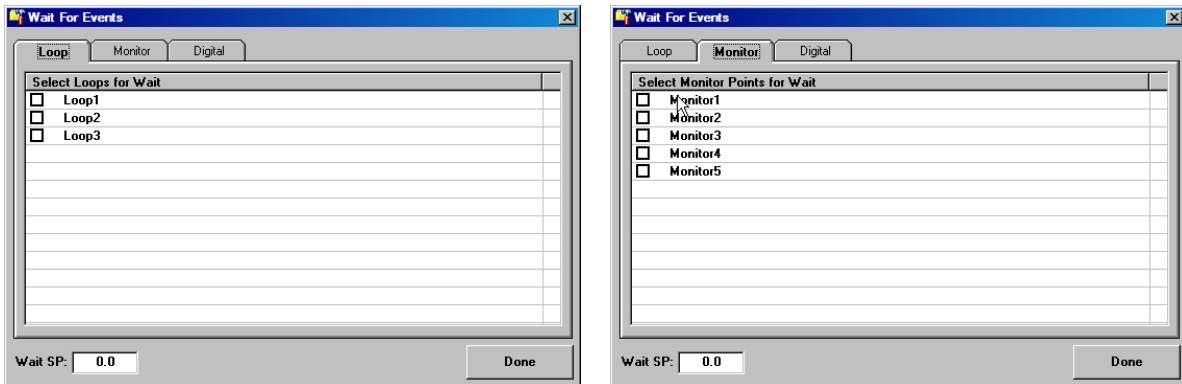 Wait For Events
Loop Monitor Digital
Select Loops for Wait
Loop1
Loop2
Loop3
Wait SP: 0.0 Done
Wait For Events
Loop Monitor Digital
Select Monitor Points for Wait
Monitor1
Monitor2
Monitor3
Monitor4
Monitor5
Wait SP: 0.0 Done